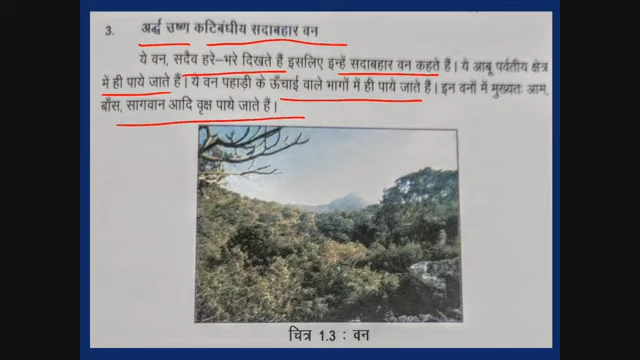 3. अर्द्ध उष्ण कटिबंधीय सदाबहार वन
ये वन, सदैव हरे-भरे दिखते हैं इसलिए इन्हें सदाबहार वन कहते हैं। ये आबू पर्वतीय क्षेत्र
में ही पाये जाते हैं। ये वन पहाड़ी के ऊँचाई वाले भागों में ही पाये जाते हैं। इन वनों में मुख्यतः आम,
बाँस, सागवान आदि वृक्ष पाये जाते हैं।
चित्र 1.3 : वन